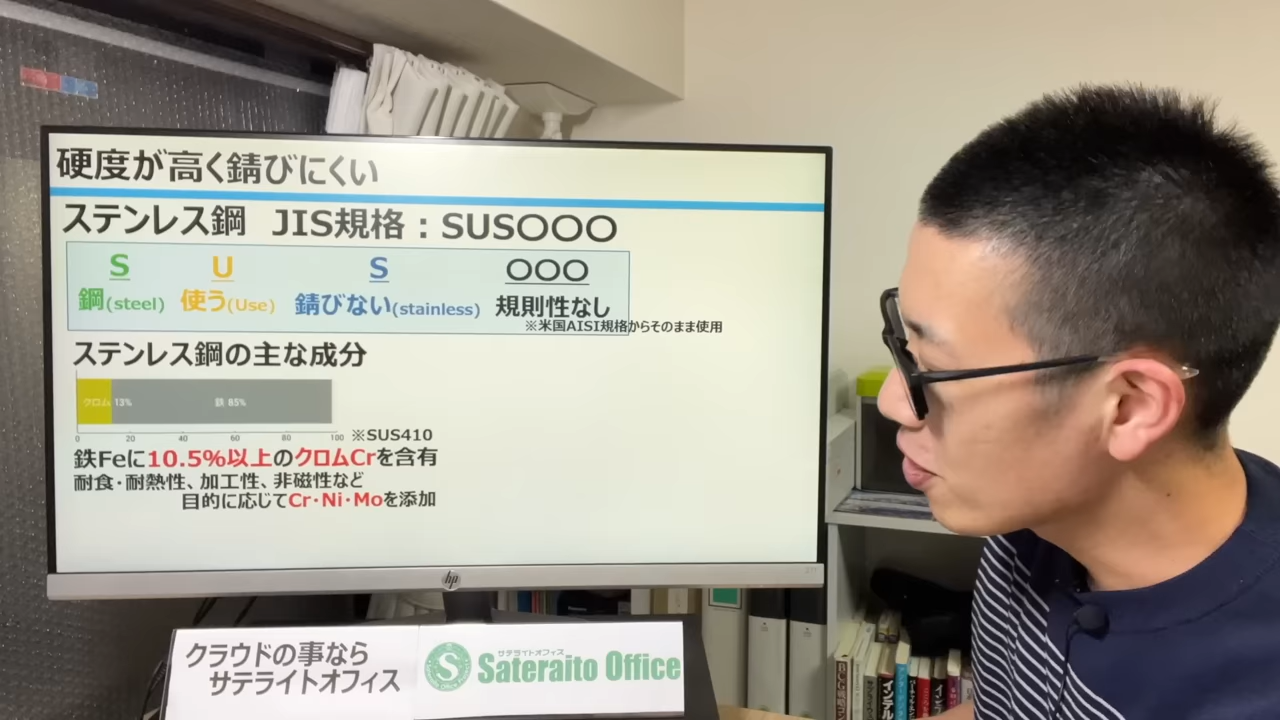 硬度が高く錆びにくい
ステンレス鋼 JIS規格：SUS〇〇〇
S U S 〇〇〇
鋼(steel) 使う(Use) 錆びない(stainless) 規則性なし
※米国AISI規格からそのまま使用
ステンレス鋼の主な成分
クロム 13% 鉄 85%
0 20 40 60 80 100 ※SUS410
鉄Feに10.5%以上のクロムCrを含有
耐食・耐熱性、加工性、非磁性など
目的に応じてCr・Ni・Moを添加
hp
クラウドの事なら
サテライトオフィス
サテライトオフィス
S Sateraito Office